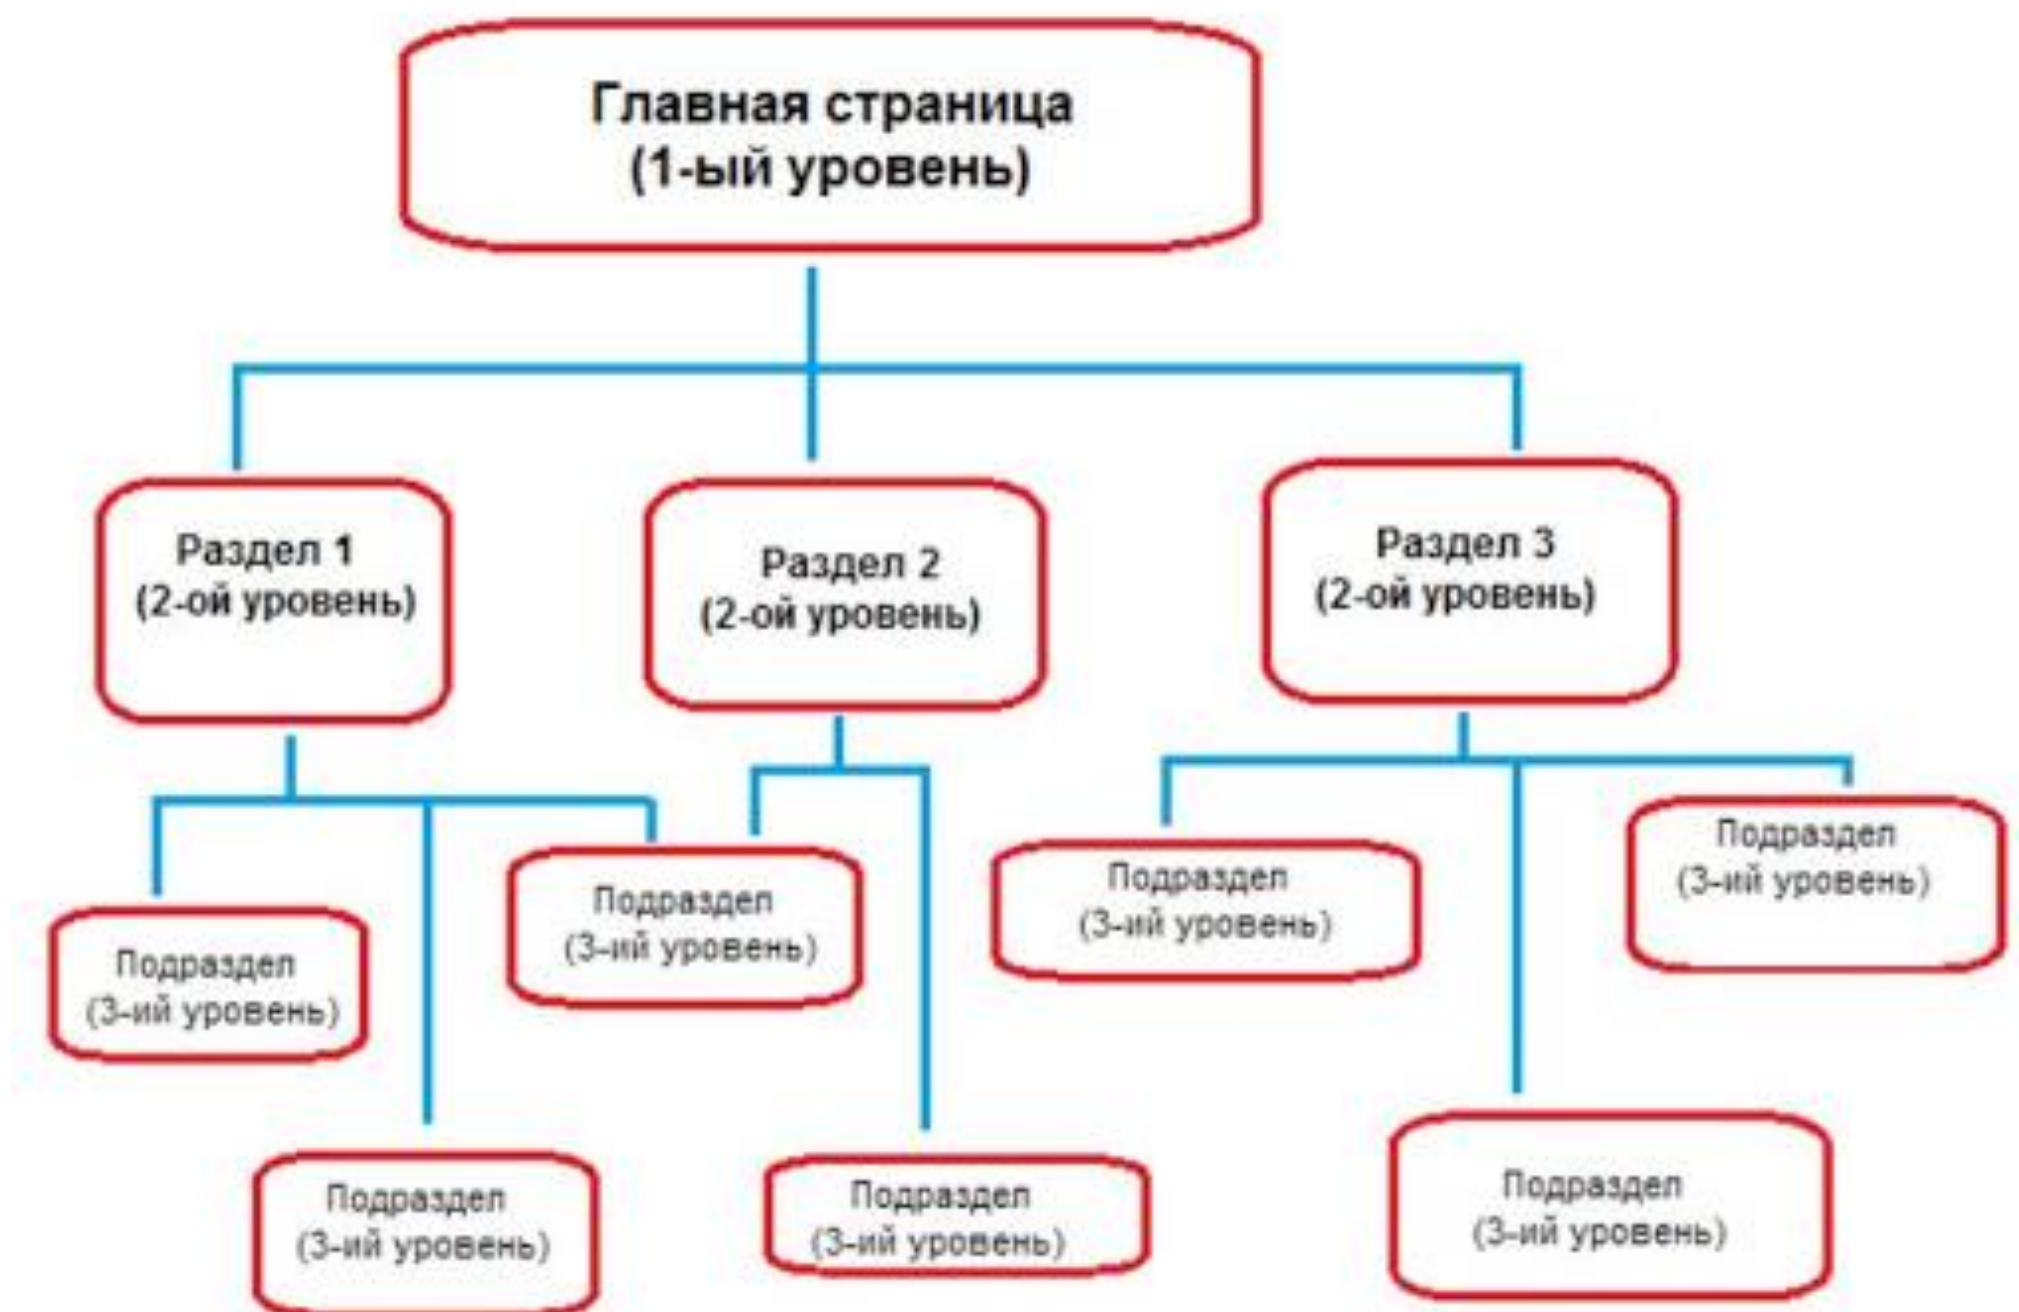 Главная страница
(1-ый уровень)
Раздел 1
(2-ой уровень)
Раздел 2
(2-ой уровень)
Раздел 3
(2-ой уровень)
Подраздел
(3-ий уровень)
Подраздел
(3-ий уровень)
Подраздел
(3-ий уровень)
Подраздел
(3-ий уровень)
Подраздел
(3-ий уровень)
Подраздел
(3-ий уровень)
Подраздел
(3-ий уровень)
Подраздел
(3-ий уровень)